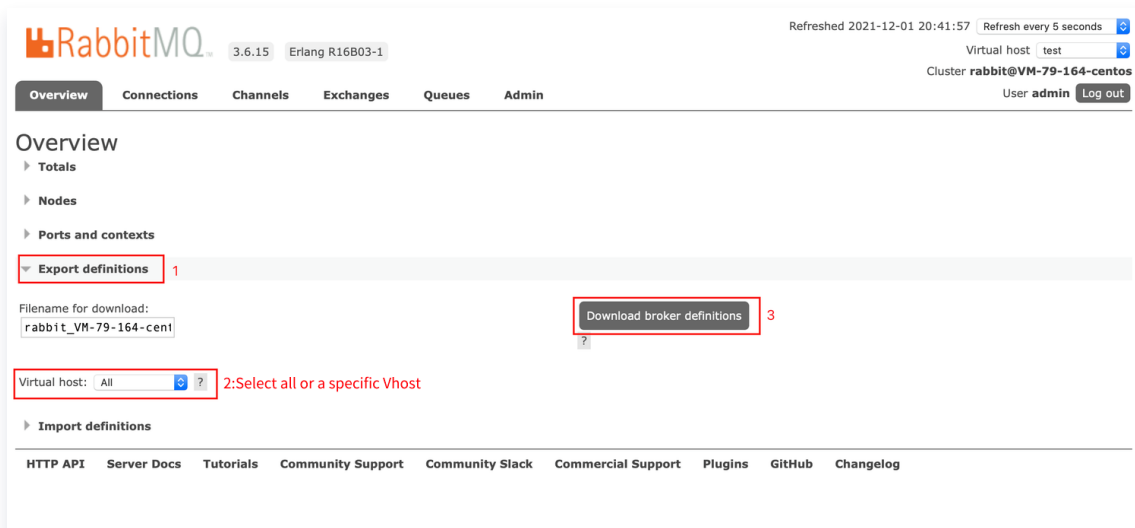 Refreshed 2021-12-01 20:41:57 Refresh every 5 seconds
RabbitMQ 3.6.15 Erlang R16B03-1
TM
Virtual host test
Cluster rabbit@VM-79-164-centos
User admin Log out
Overview Connections Channels Exchanges Queues Admin
Overview
Totals
Nodes
Ports and contexts
Export definitions 1
Filename for download:
rabbit_VM-79-164-cent
Download broker definitions 3
?
Virtual host: All ? 2:Select all or a specific Vhost
Import definitions
HTTP API Server Docs Tutorials Community Support Community Slack Commercial Support Plugins GitHub Changelog